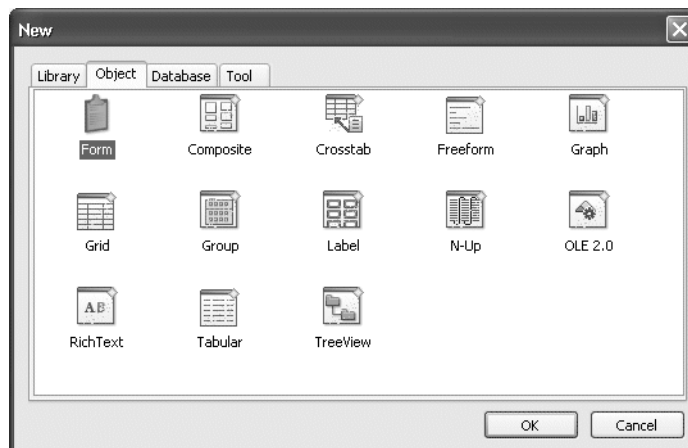 New
Library Object Database Tool
Form Composite Crosstab Freeform Graph
Grid Group Label N-Up OLE 2.0
AB
RichText Tabular TreeView
OK Cancel